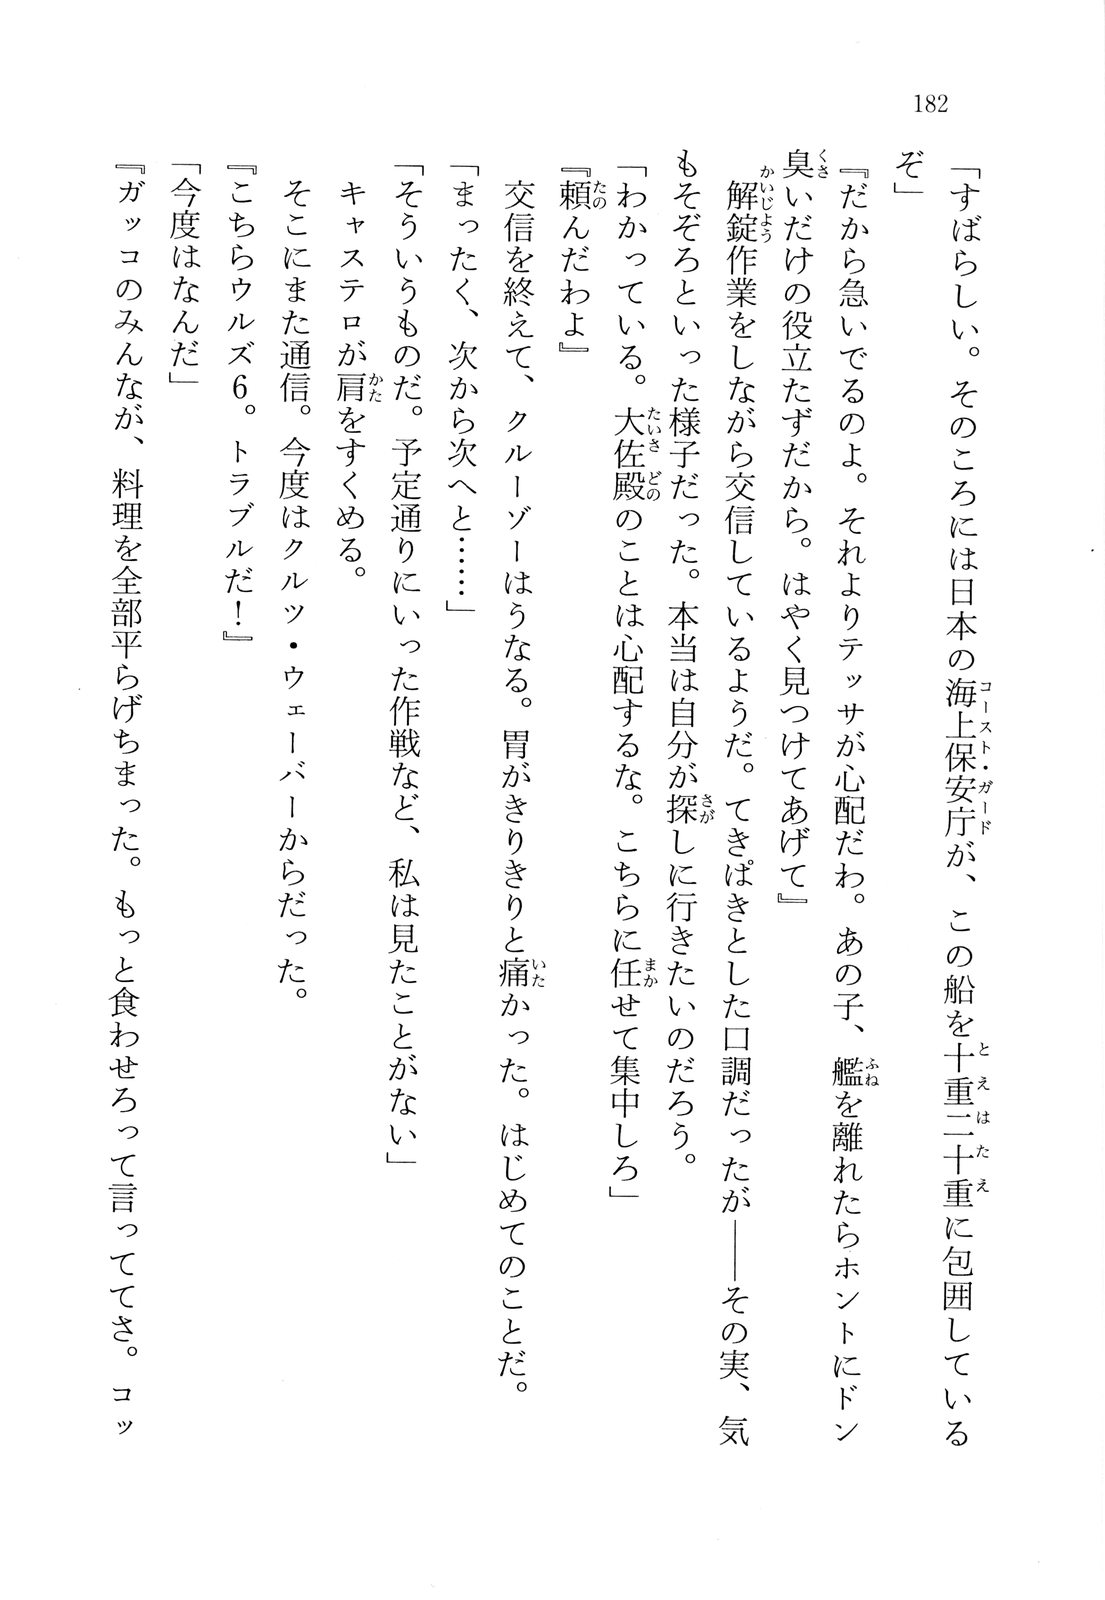 182
「すばらしい。そのころには日本の海上保安庁が、この船を十重二十重に包囲している
ぞ」
『だから急いでるのよ。それよりテッサが心配だわ。あの子、艦を離れたらホントにドン
臭いだけの役立たずだから。はやく見つけてあげて』
解錠作業をしながら交信しているようだ。てきぱきとした口調だったが――その実、気
もそぞろといった様子だった。本当は自分が探しに行きたいのだろう。
「わかっている。大佐殿のことは心配するな。こちらに任せて集中しろ」
『頼んだわよ』
交信を終えて、クルーゾーはうなる。胃がきりきりと痛かった。はじめてのことだ。
「まったく、次から次へと……」
「そういうものだ。予定通りにいった作戦など、私は見たことがない」
キャステロが肩をすくめる。
そこにまた通信。今度はクルツ・ウェーバーからだった。
『こちらウルズ6。トラブルだ!』
「今度はなんだ」
『ガッコのみんなが、料理を全部平らげちまった。もっと食わせろって言っててさ。コッ